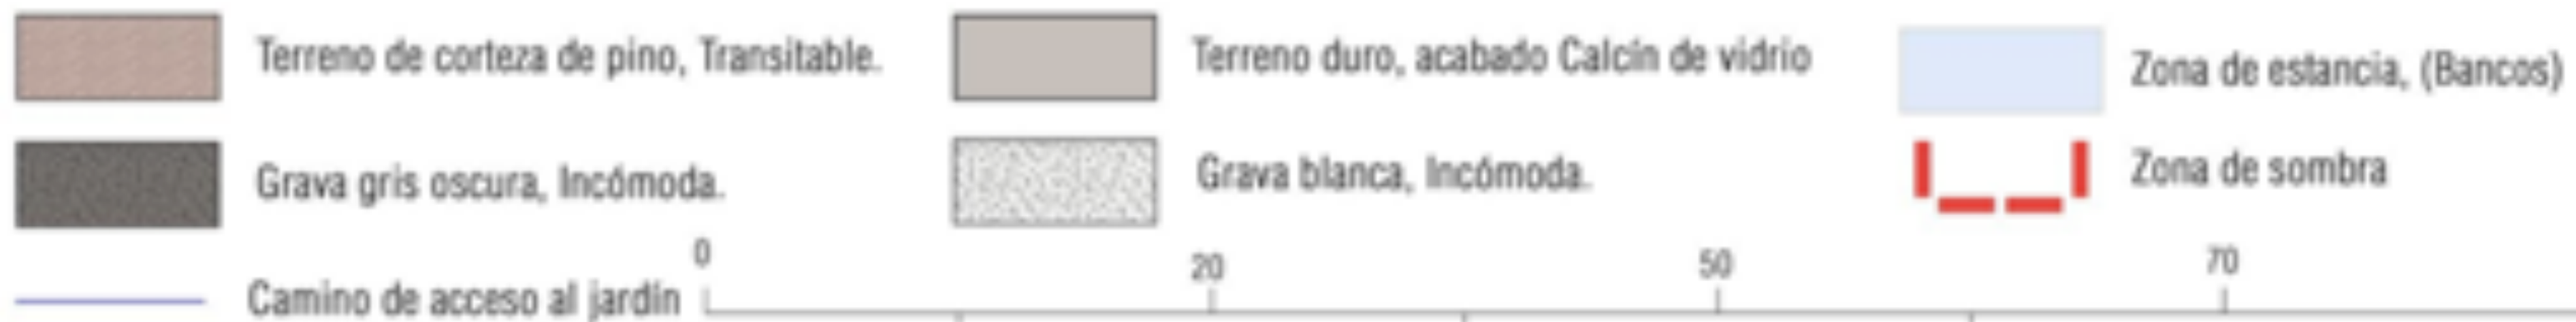 Terreno de corteza de pino, Transitable.
Terreno duro, acabado Calcín de vidrio
Zona de estancia, (Bancos)
Grava gris oscura, Incómoda.
Grava blanca, Incómoda.
Zona de sombra
Camino de acceso al jardín
0
20
50
70